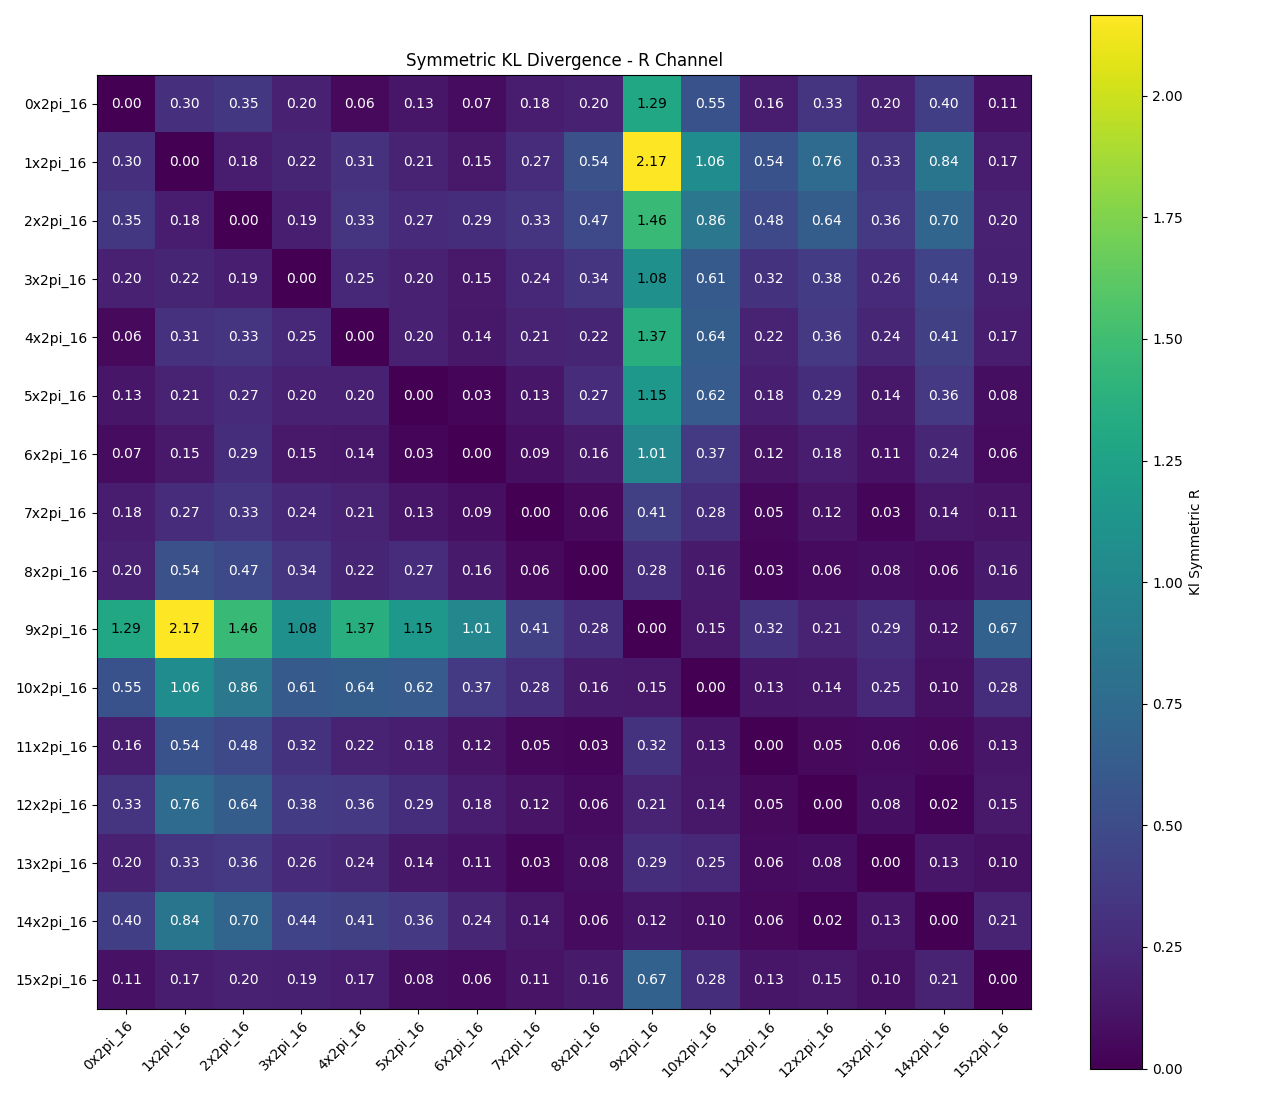 Symmetric KL Divergence - R Channel
0x2pi_16 0.00 0.30 0.35 0.20 0.06 0.13 0.07 0.18 0.20 1.29 0.55 0.16 0.33 0.20 0.40 0.11
1x2pi_16 0.30 0.00 0.18 0.22 0.31 0.21 0.15 0.27 0.54 2.17 1.06 0.54 0.76 0.33 0.84 0.17
2x2pi_16 0.35 0.18 0.00 0.19 0.33 0.27 0.29 0.33 0.47 1.46 0.86 0.48 0.64 0.36 0.70 0.20
3x2pi_16 0.20 0.22 0.19 0.00 0.25 0.20 0.15 0.24 0.34 1.08 0.61 0.32 0.38 0.26 0.44 0.19
4x2pi_16 0.06 0.31 0.33 0.25 0.00 0.20 0.14 0.21 0.22 1.37 0.64 0.22 0.36 0.24 0.41 0.17
5x2pi_16 0.13 0.21 0.27 0.20 0.20 0.00 0.03 0.13 0.27 1.15 0.62 0.18 0.29 0.14 0.36 0.08
6x2pi_16 0.07 0.15 0.29 0.15 0.14 0.03 0.00 0.09 0.16 1.01 0.37 0.12 0.18 0.11 0.24 0.06
7x2pi_16 0.18 0.27 0.33 0.24 0.21 0.13 0.09 0.00 0.06 0.41 0.28 0.05 0.12 0.03 0.14 0.11
8x2pi_16 0.20 0.54 0.47 0.34 0.22 0.27 0.16 0.06 0.00 0.28 0.16 0.03 0.06 0.08 0.06 0.16
9x2pi_16 1.29 2.17 1.46 1.08 1.37 1.15 1.01 0.41 0.28 0.00 0.15 0.32 0.21 0.29 0.12 0.67
10x2pi_16 0.55 1.06 0.86 0.61 0.64 0.62 0.37 0.28 0.16 0.15 0.00 0.13 0.14 0.25 0.10 0.28
11x2pi_16 0.16 0.54 0.48 0.32 0.22 0.18 0.12 0.05 0.03 0.32 0.13 0.00 0.05 0.06 0.06 0.13
12x2pi_16 0.33 0.76 0.64 0.38 0.36 0.29 0.18 0.12 0.06 0.21 0.14 0.05 0.00 0.08 0.02 0.15
13x2pi_16 0.20 0.33 0.36 0.26 0.24 0.14 0.11 0.03 0.08 0.29 0.25 0.06 0.08 0.00 0.13 0.10
14x2pi_16 0.40 0.84 0.70 0.44 0.41 0.36 0.24 0.14 0.06 0.12 0.10 0.06 0.02 0.13 0.00 0.21
15x2pi_16 0.11 0.17 0.20 0.19 0.17 0.08 0.06 0.11 0.16 0.67 0.28 0.13 0.15 0.10 0.21 0.00
0x2pi_16 1x2pi_16 2x2pi_16 3x2pi_16 4x2pi_16 5x2pi_16 6x2pi_16 7x2pi_16 8x2pi_16 9x2pi_16 10x2pi_16 11x2pi_16 12x2pi_16 13x2pi_16 14x2pi_16 15x2pi_16
2.00
1.75
1.50
1.25
1.00
0.75
0.50
0.25
0.00
Kl Symmetric R